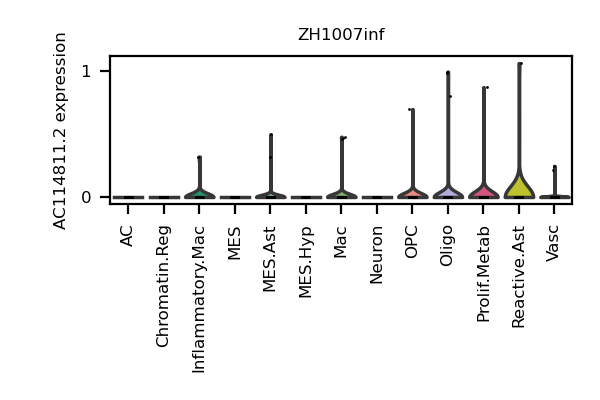 ZH1007inf
AC114811.2 expression
1
0
AC
Chromatin.Reg
Inflammatory.Mac
MES
MES.Ast
MES.Hyp
Mac
Neuron
OPC
Oligo
Prolif.Metab
Reactive.Ast
Vasc